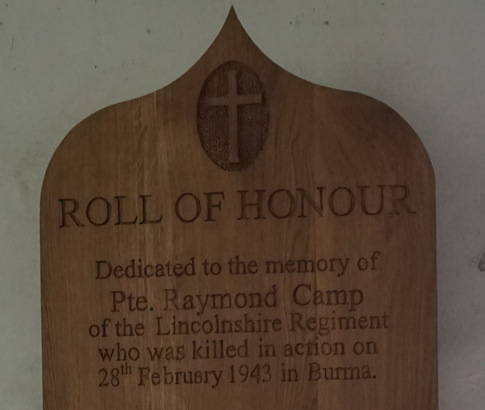 ROLL OF HONOUR
Dedicated to the memory of
Pte. Raymond Camp
of the Lincolnshire Regiment
who was killed in action on
28th February 1943 in Burma.